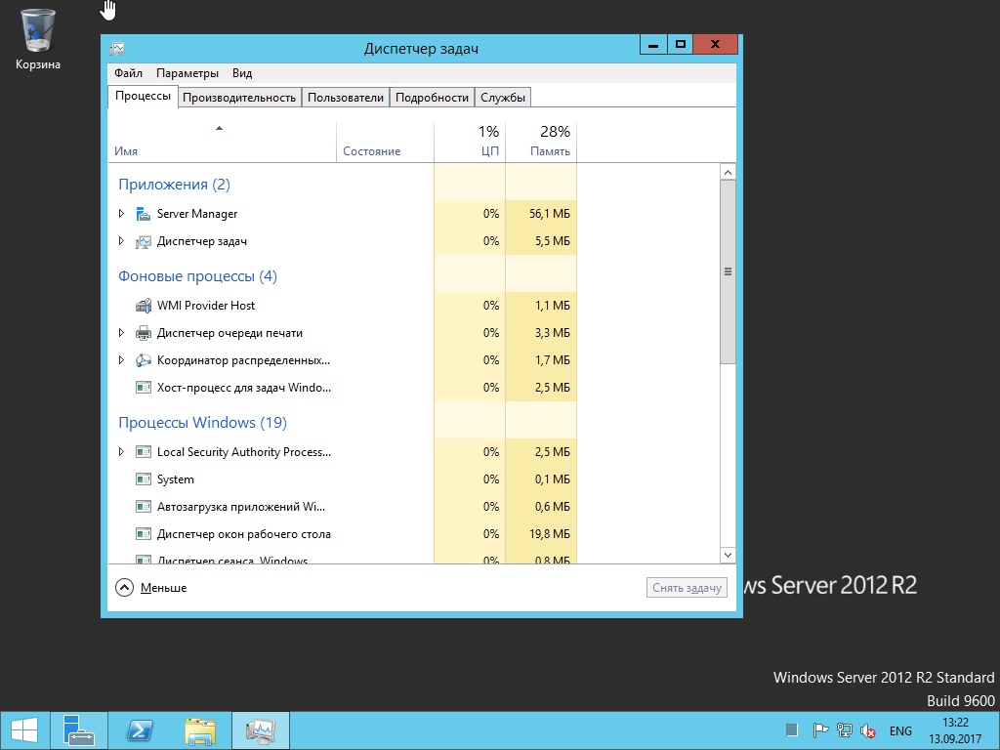 Корзина
Диспетчер задач
Файл Параметры Вид
Процессы Производительность Пользователи Подробности Службы
1% 28%
Имя Состояние ЦП Память
Приложения (2)
Server Manager 0% 56,1 МБ
Диспетчер задач 0% 5,5 МБ
Фоновые процессы (4)
WMI Provider Host 0% 1,1 МБ
Диспетчер очереди печати 0% 3,3 МБ
Координатор распределенных... 0% 1,7 МБ
Хост-процесс для задач Windo... 0% 2,5 МБ
Процессы Windows (19)
Local Security Authority Process... 0% 2,5 МБ
System 0% 0,1 МБ
Автозагрузка приложений Wi... 0% 0,6 МБ
Диспетчер окон рабочего стола 0% 19,8 МБ
Диспетчер сеанса Windows 0% 0,8 МБ
Меньше Снять задачу
ws Server 2012 R2
Windows Server 2012 R2 Standard
Build 9600
ENG 13:22
13.09.2017